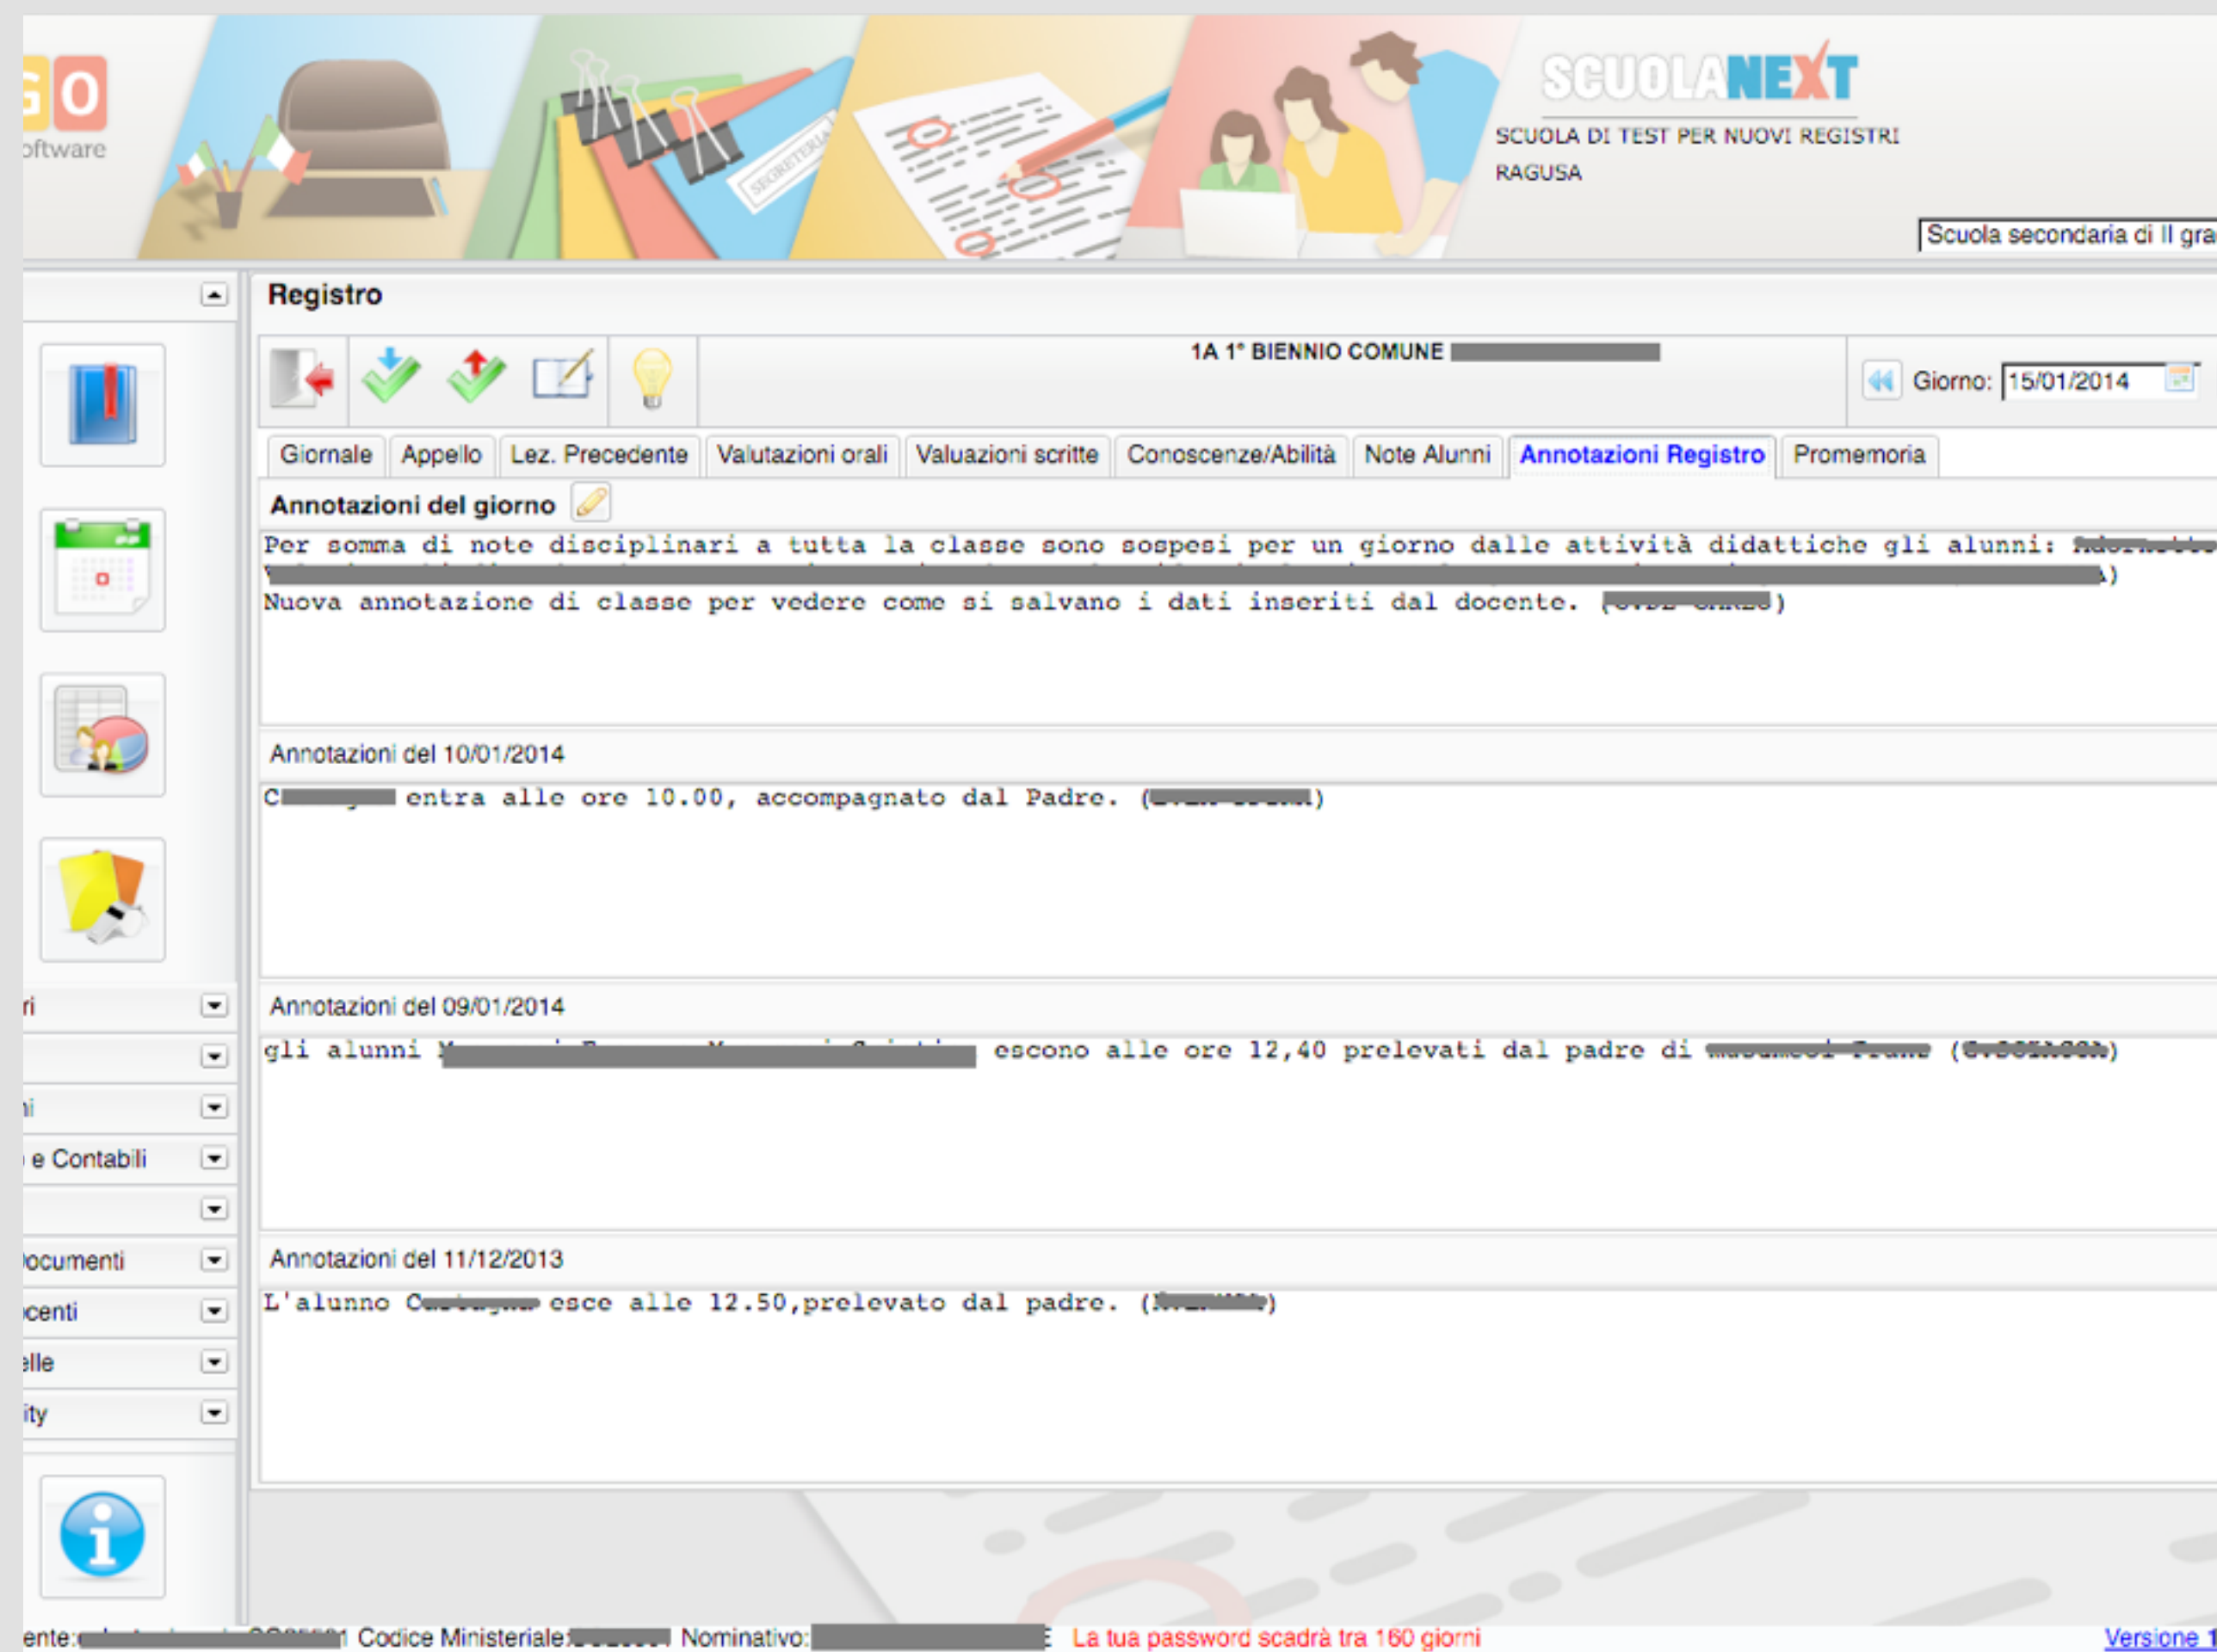 GO
oftware
SEGRETERIA
SCUOLANEXT
SCUOLA DI TEST PER NUOVI REGISTRI
RAGUSA
Scuola secondaria di II gra
Registro
1A 1° BIENNIO COMUNE
Giorno: 15/01/2014
Giornale Appello Lez. Precedente Valutazioni orali Valuazioni scritte Conoscenze/Abilità Note Alunni Annotazioni Registro Promemoria
Annotazioni del giorno
Per somma di note disciplinari a tutta la classe sono sospesi per un giorno dalle attività didattiche gli alunni:
Nuova annotazione di classe per vedere come si salvano i dati inseriti dal docente. ( )
Annotazioni del 10/01/2014
C entra alle ore 10.00, accompagnato dal Padre. ( )
Annotazioni del 09/01/2014
gli alunni escono alle ore 12,40 prelevati dal padre di ( )
Annotazioni del 11/12/2013
L'alunno esce alle 12.50,prelevato dal padre. ( )
ri
ni
e Contabili
ocumenti
centi
elle
ity
ente: Codice Ministeriale: Nominativo: La tua password scadrà tra 160 giorni
Versione 1